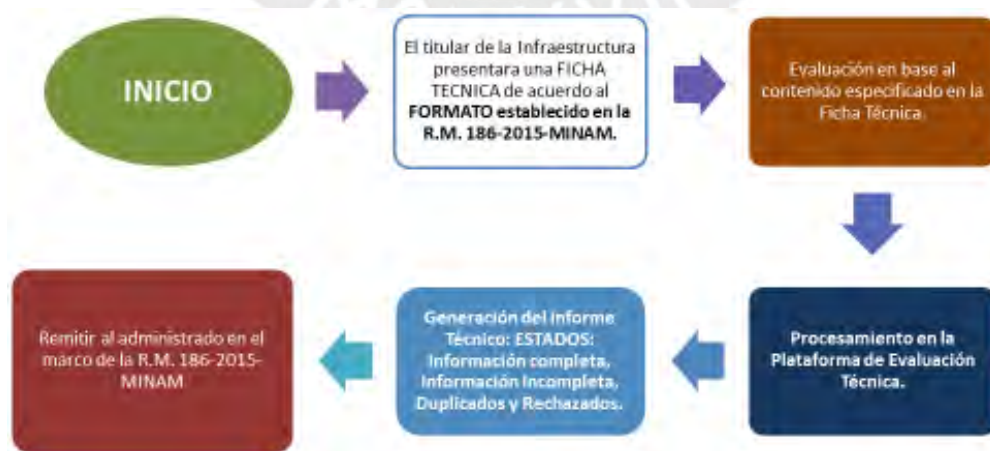 INICIO
El titular de la Infraestructura
presentara una FICHA
TECNICA de acuerdo al
FORMATO establecido en la
R.M. 186-2015-MINAM.
Evaluación en base al
contenido especificado en la
Ficha Técnica.
Procesamiento en la
Plataforma de Evaluación
Técnica.
Generación del informe
Técnico: ESTADOS:
Información completa,
Información Incompleta,
Duplicados y Rechazados.
Remitir al administrado en el
marco de la R.M. 186-2015-
MINAM